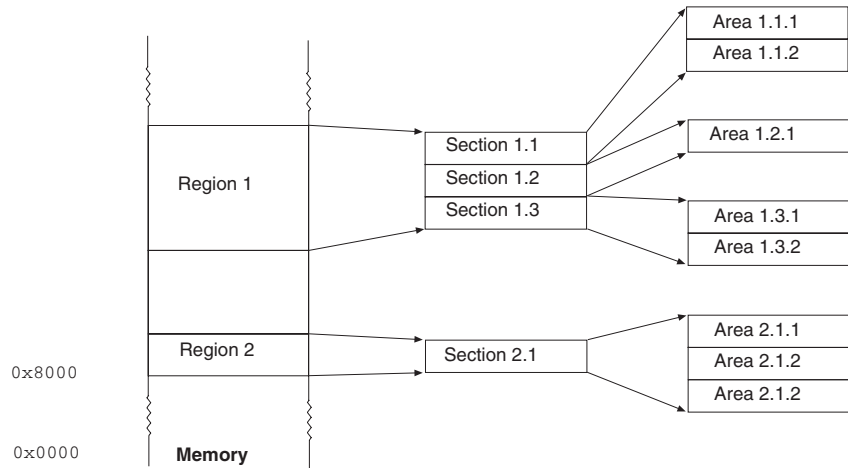 Area 1.1.1
Area 1.1.2
Area 1.2.1
Section 1.1
Section 1.2
Section 1.3
Region 1
Area 1.3.1
Area 1.3.2
Area 2.1.1
Area 2.1.2
Area 2.1.2
Section 2.1
Region 2
0x8000
0x0000
Memory